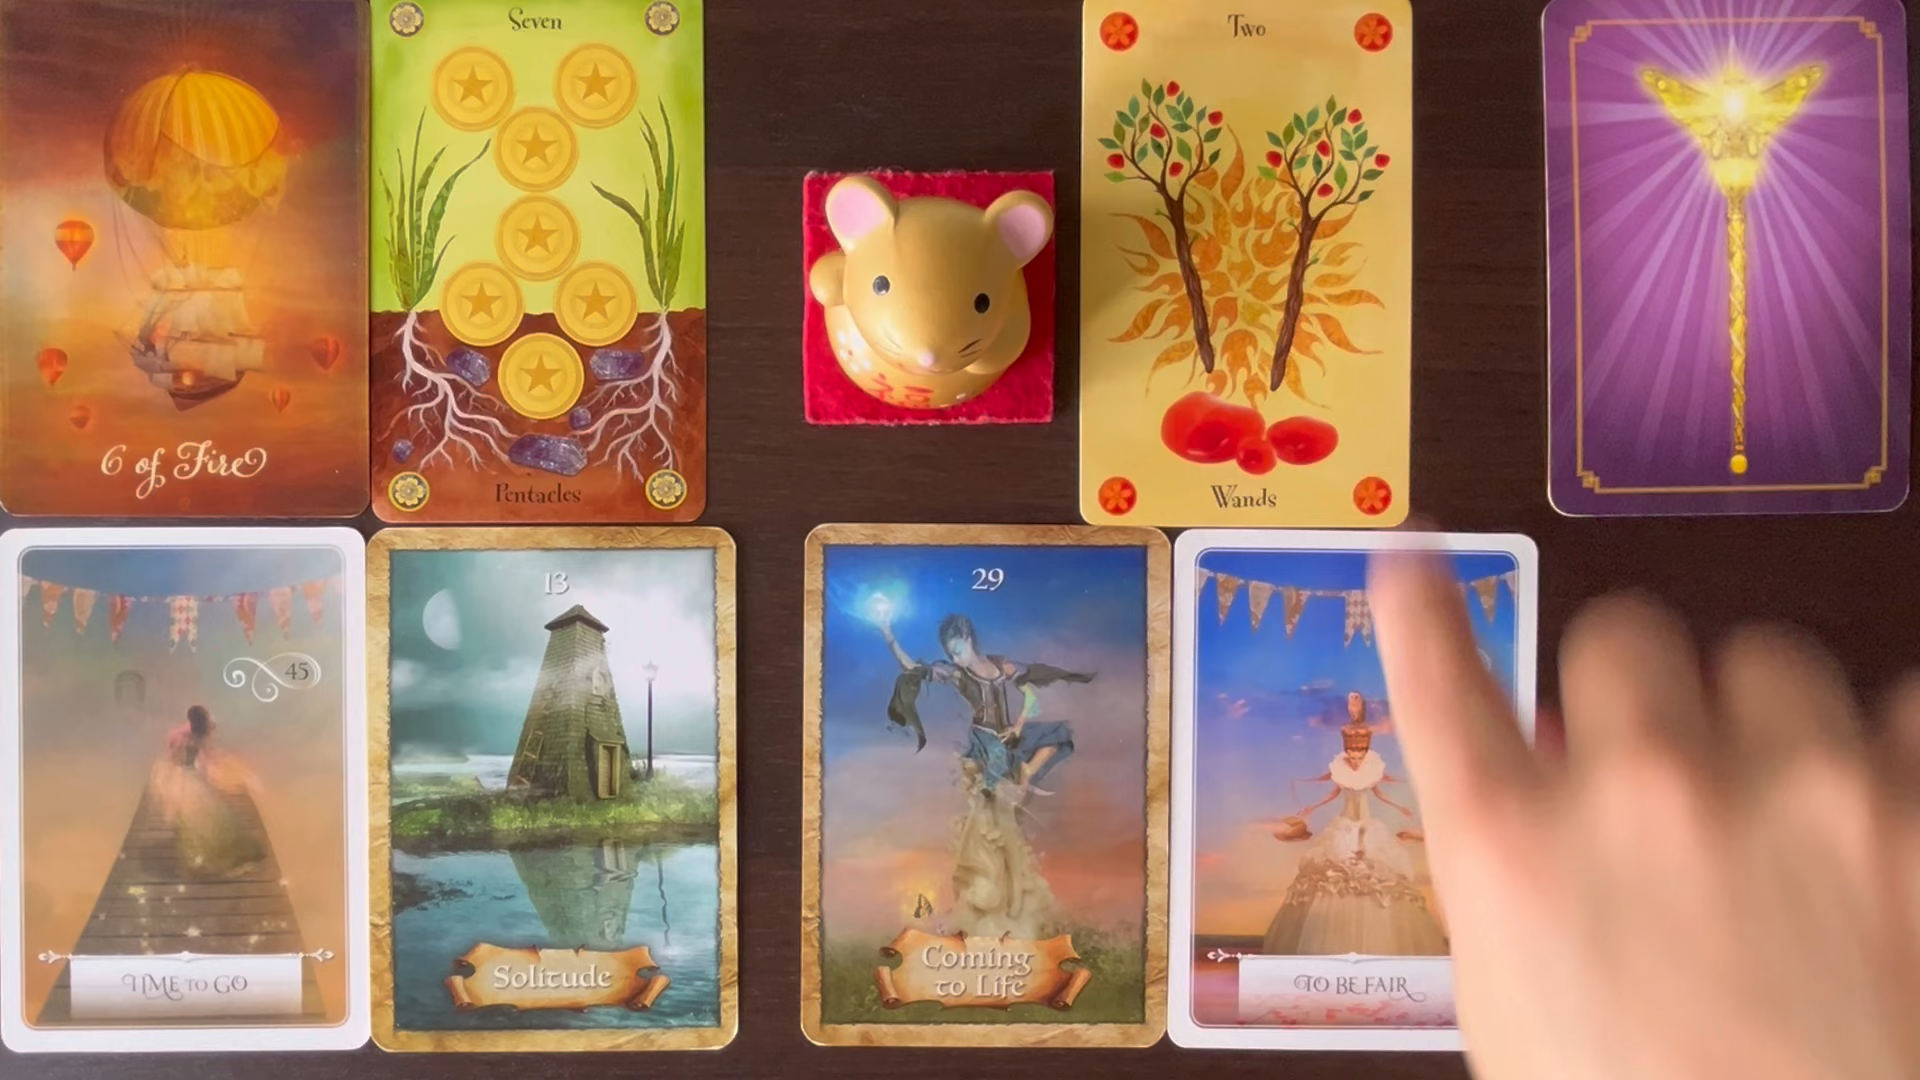 6 of Fire
Seven
Pentacles
Two
Wands
45
TIME TO GO
13
Solitude
29
Coming
to Life
TO BE FAIR